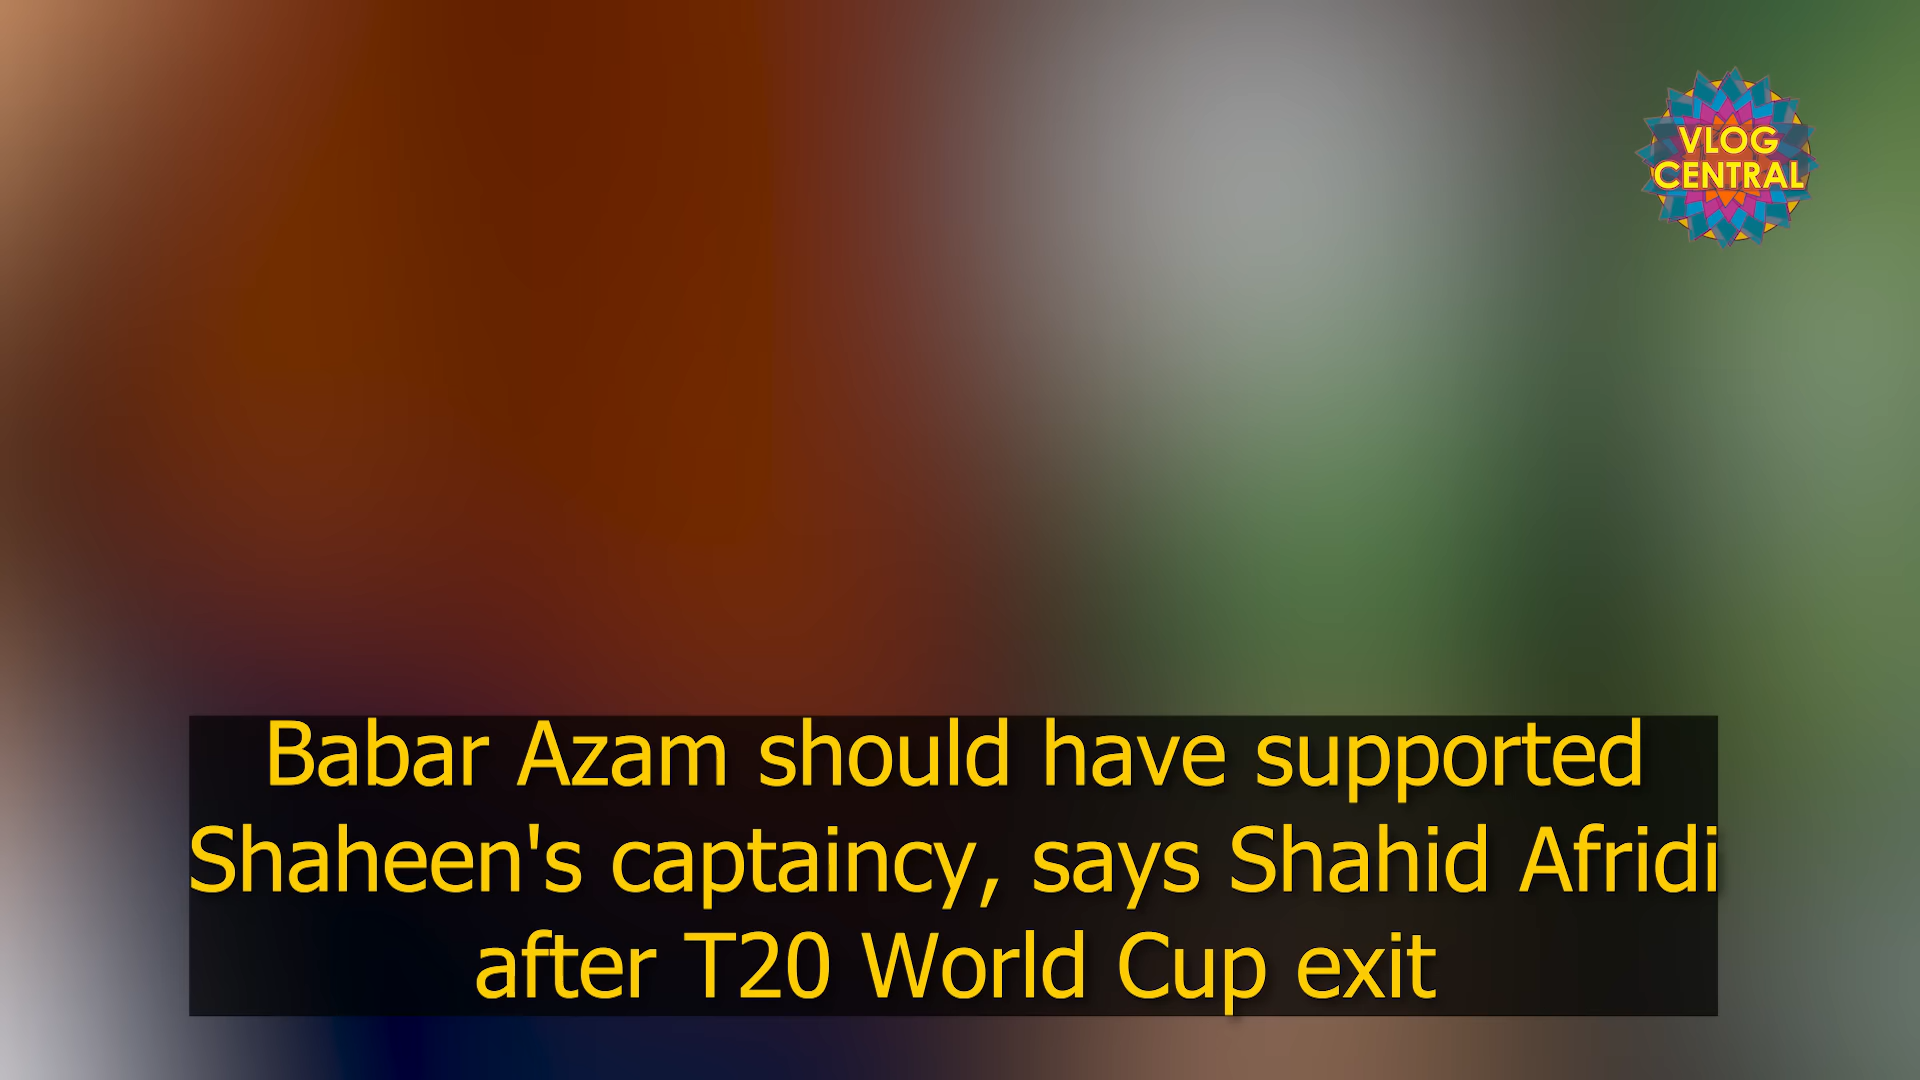 VLOG
CENTRAL
Babar Azam should have supported
Shaheen's captaincy, says Shahid Afridi
after T20 World Cup exit